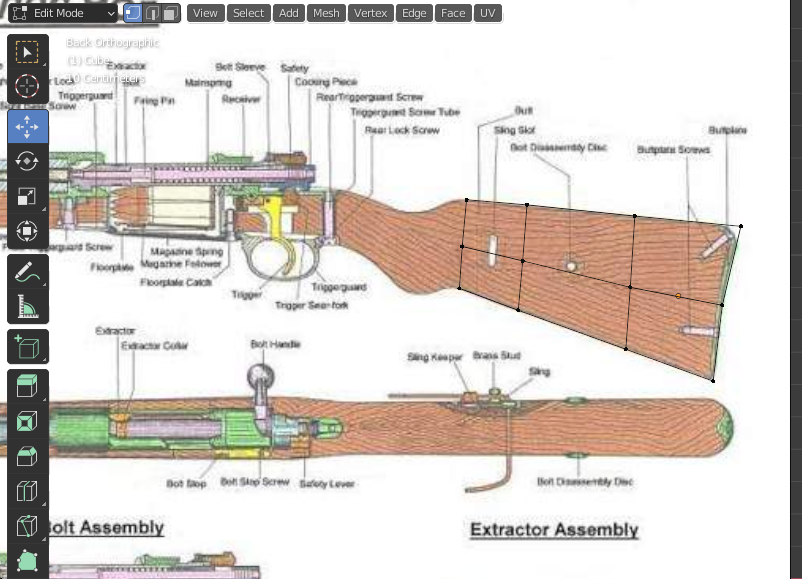 Edit Mode
View Select Add Mesh Vertex Edge Face UV
Back Orthographic
(1) Cube
10 Centimeters
Extractor
Bolt Sleeve
Safety
Mainspring
Cocking Piece
Triggerguard
Firing Pin
Receiver
RearTriggerguard Screw
Triggerguard Screw Tube
Rear Lock Screw
Butt
Sling Slot
Bolt Disassembly Disc
Buttplate
Buttplate Screws
Magazine Spring
Magazine Follower
Floorplate
Floorplate Catch
Trigger
Triggerguard
Trigger Sear-fork
Extractor
Extractor Collar
Bolt Handle
Sling Keeper
Brass Stud
Sling
Bolt Stop
Bolt Stop Screw
Safety Lever
Bolt Disassembly Disc
olt Assembly
Extractor Assembly